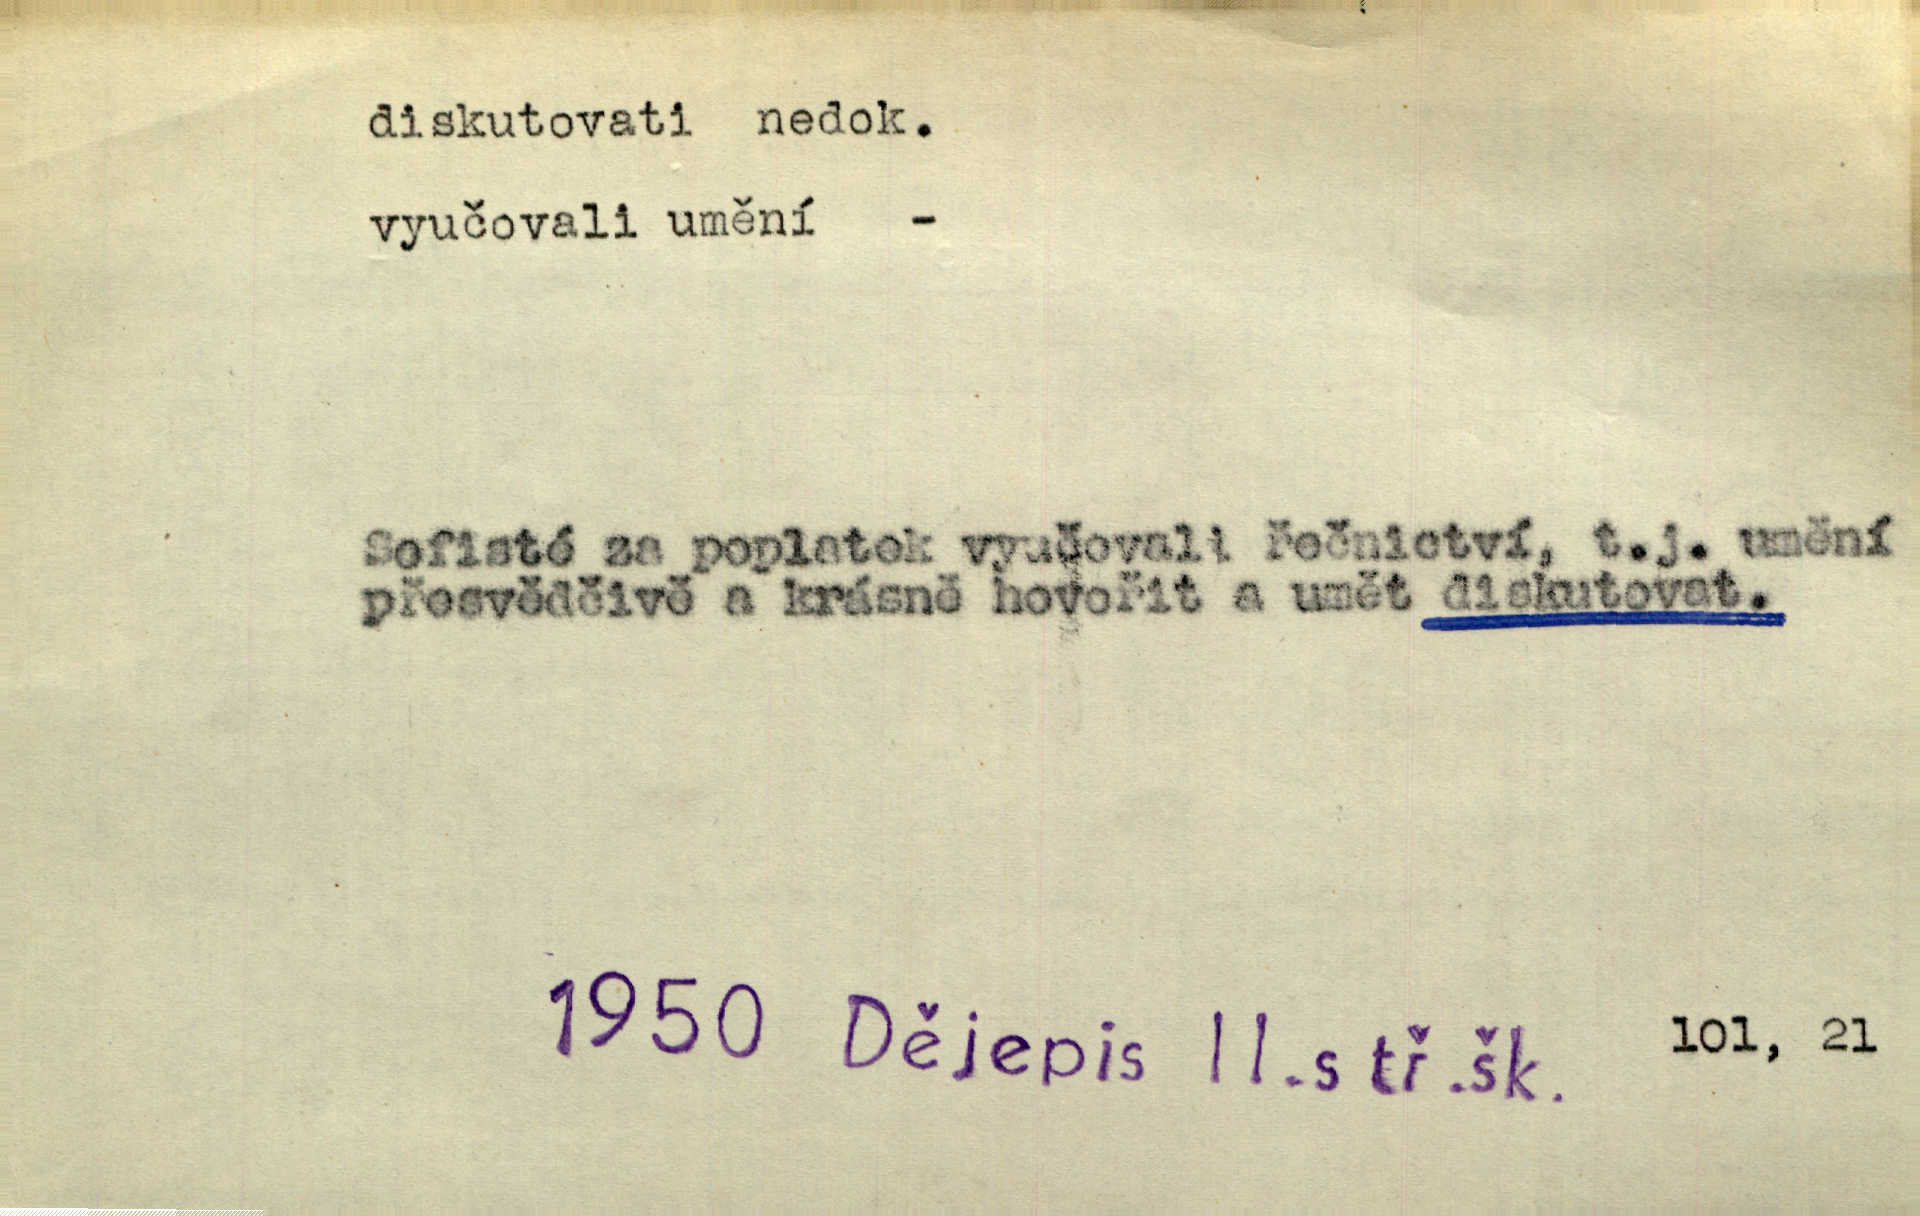 diskutovati nedok.
vyučovali umění -
Sofisté za poplatek vyučovali řečnictví, t.j. umění
přesvědčivě a krásně hovořit a umět diskutovat.
1950 Dějepis II.stř.šk. 101, 21